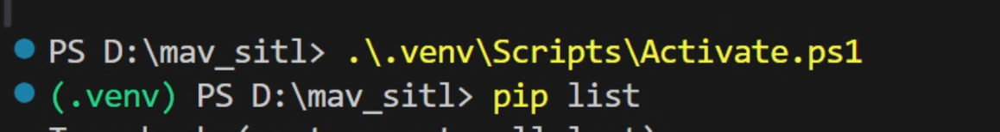 PS D:\mav_sitl> .\.venv\Scripts\Activate.ps1
(.venv) PS D:\mav_sitl> pip list